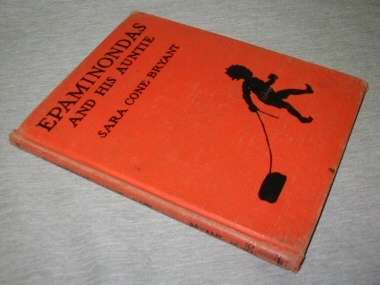 EPAMINONDAS
AND HIS AUNTIE
SARA CONE BRYANT